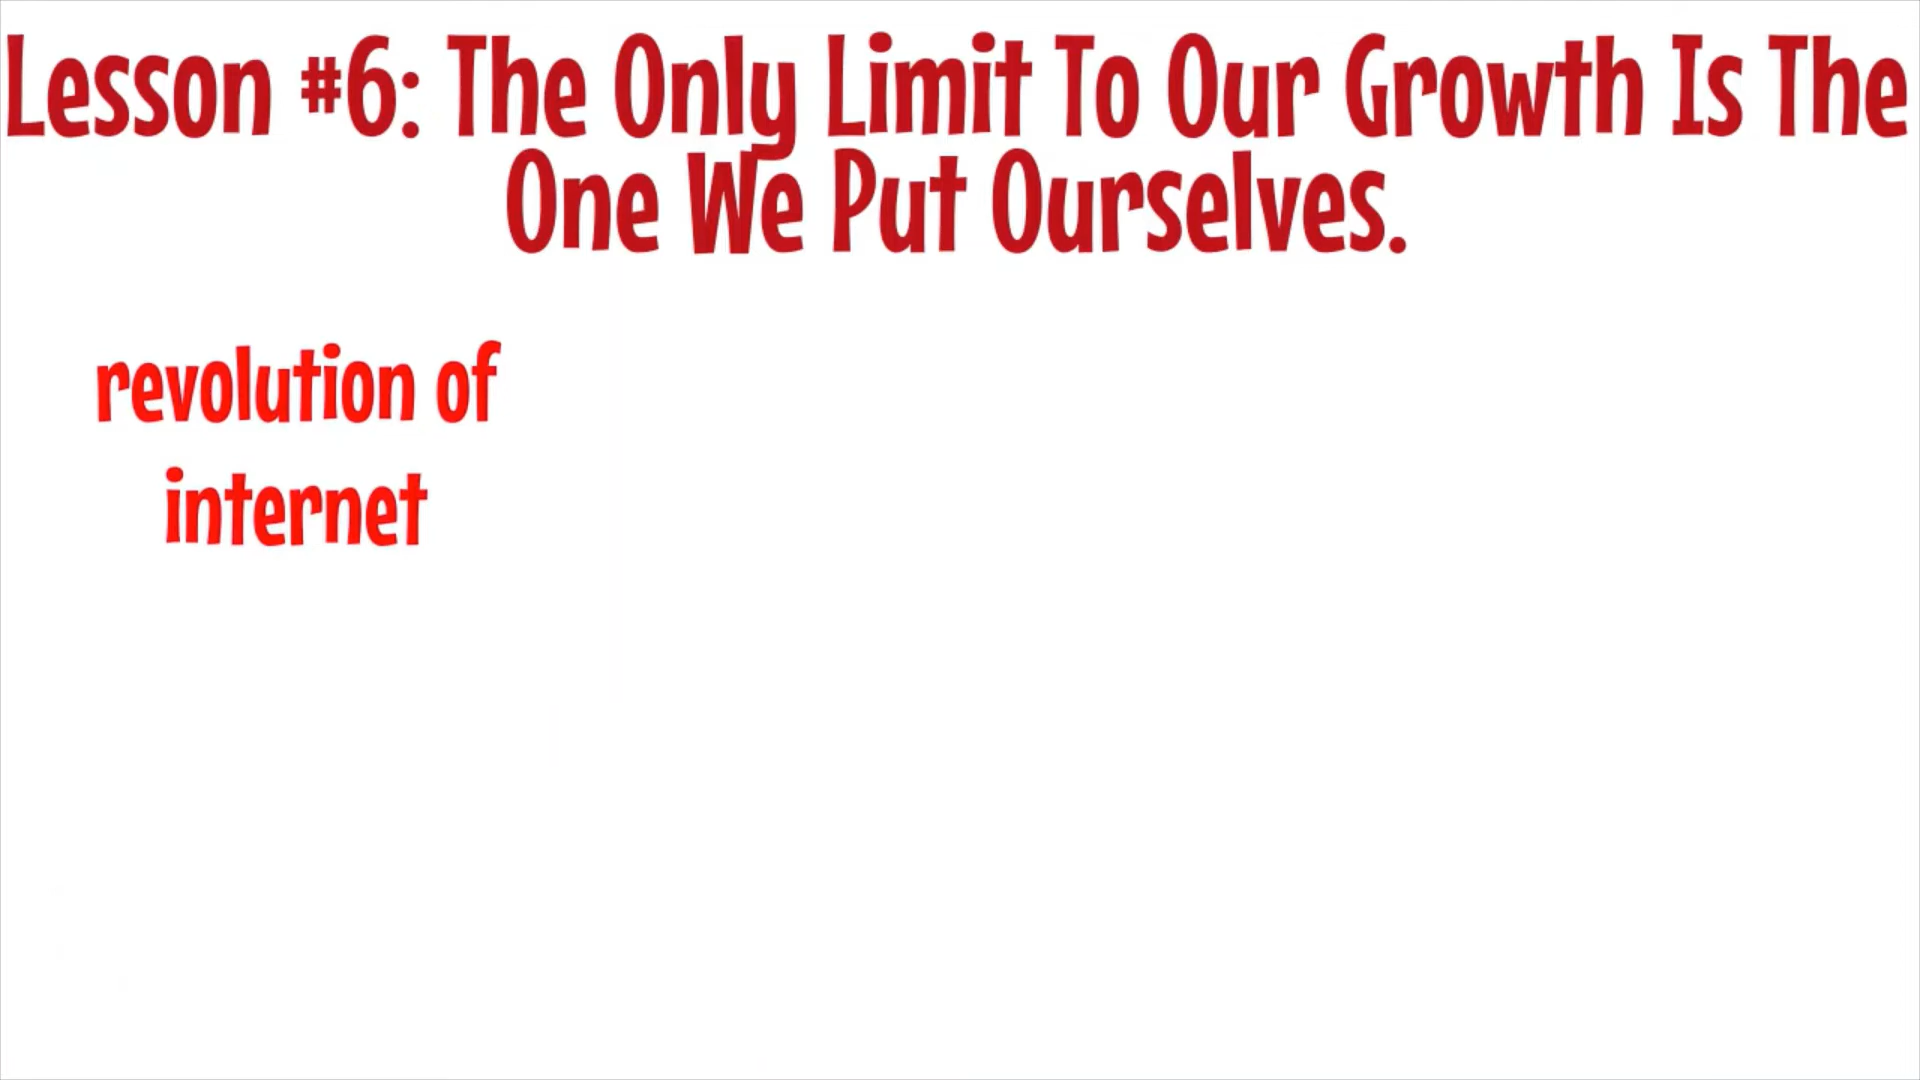 Lesson #6: The Only Limit To Our Growth Is The
One We Put Ourselves.
revolution of
internet